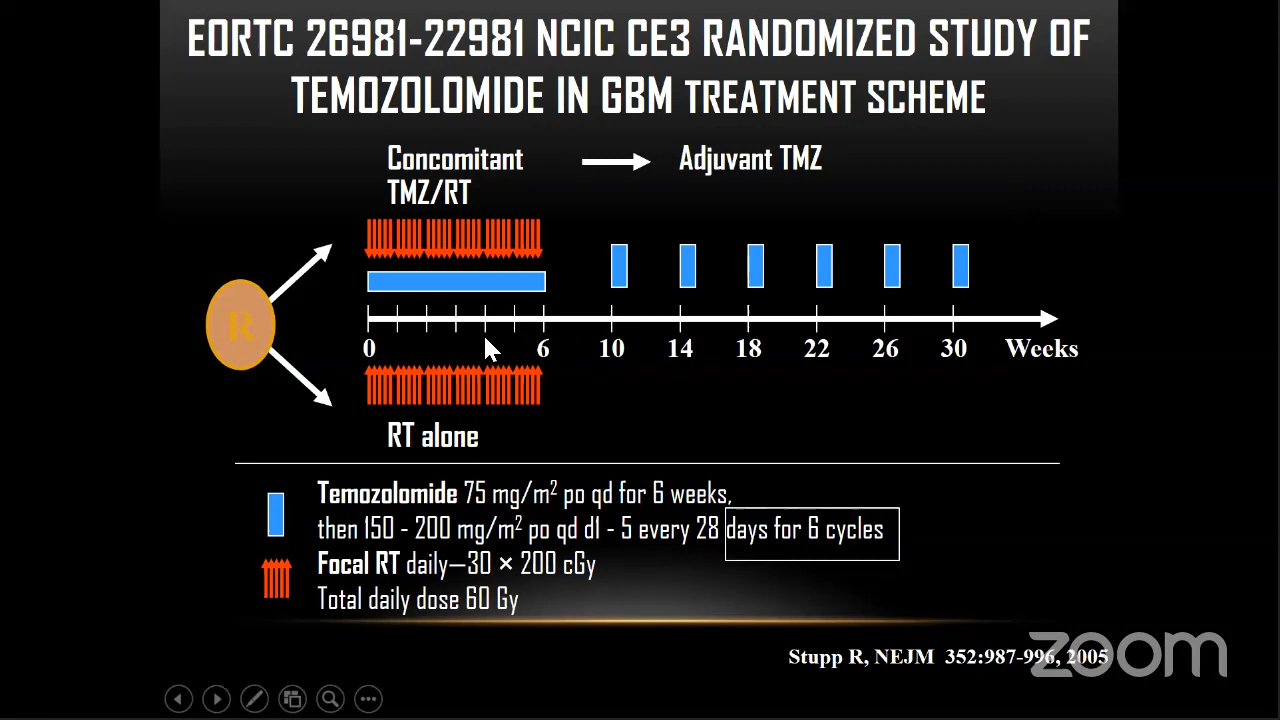 EORTC 26981-22981 NCIC CE3 RANDOMIZED STUDY OF
TEMOZOLOMIDE IN GBM TREATMENT SCHEME
Concomitant
TMZ/RT
Adjuvant TMZ
R
0 6 10 14 18 22 26 30 Weeks
RT alone
Temozolomide 75 mg/m² po qd for 6 weeks,
then 150 - 200 mg/m² po qd d1 - 5 every 28 days for 6 cycles
Focal RT daily—30 × 200 cGy
Total daily dose 60 Gy
Stupp R, NEJM 352:987-996, 2005
zoom